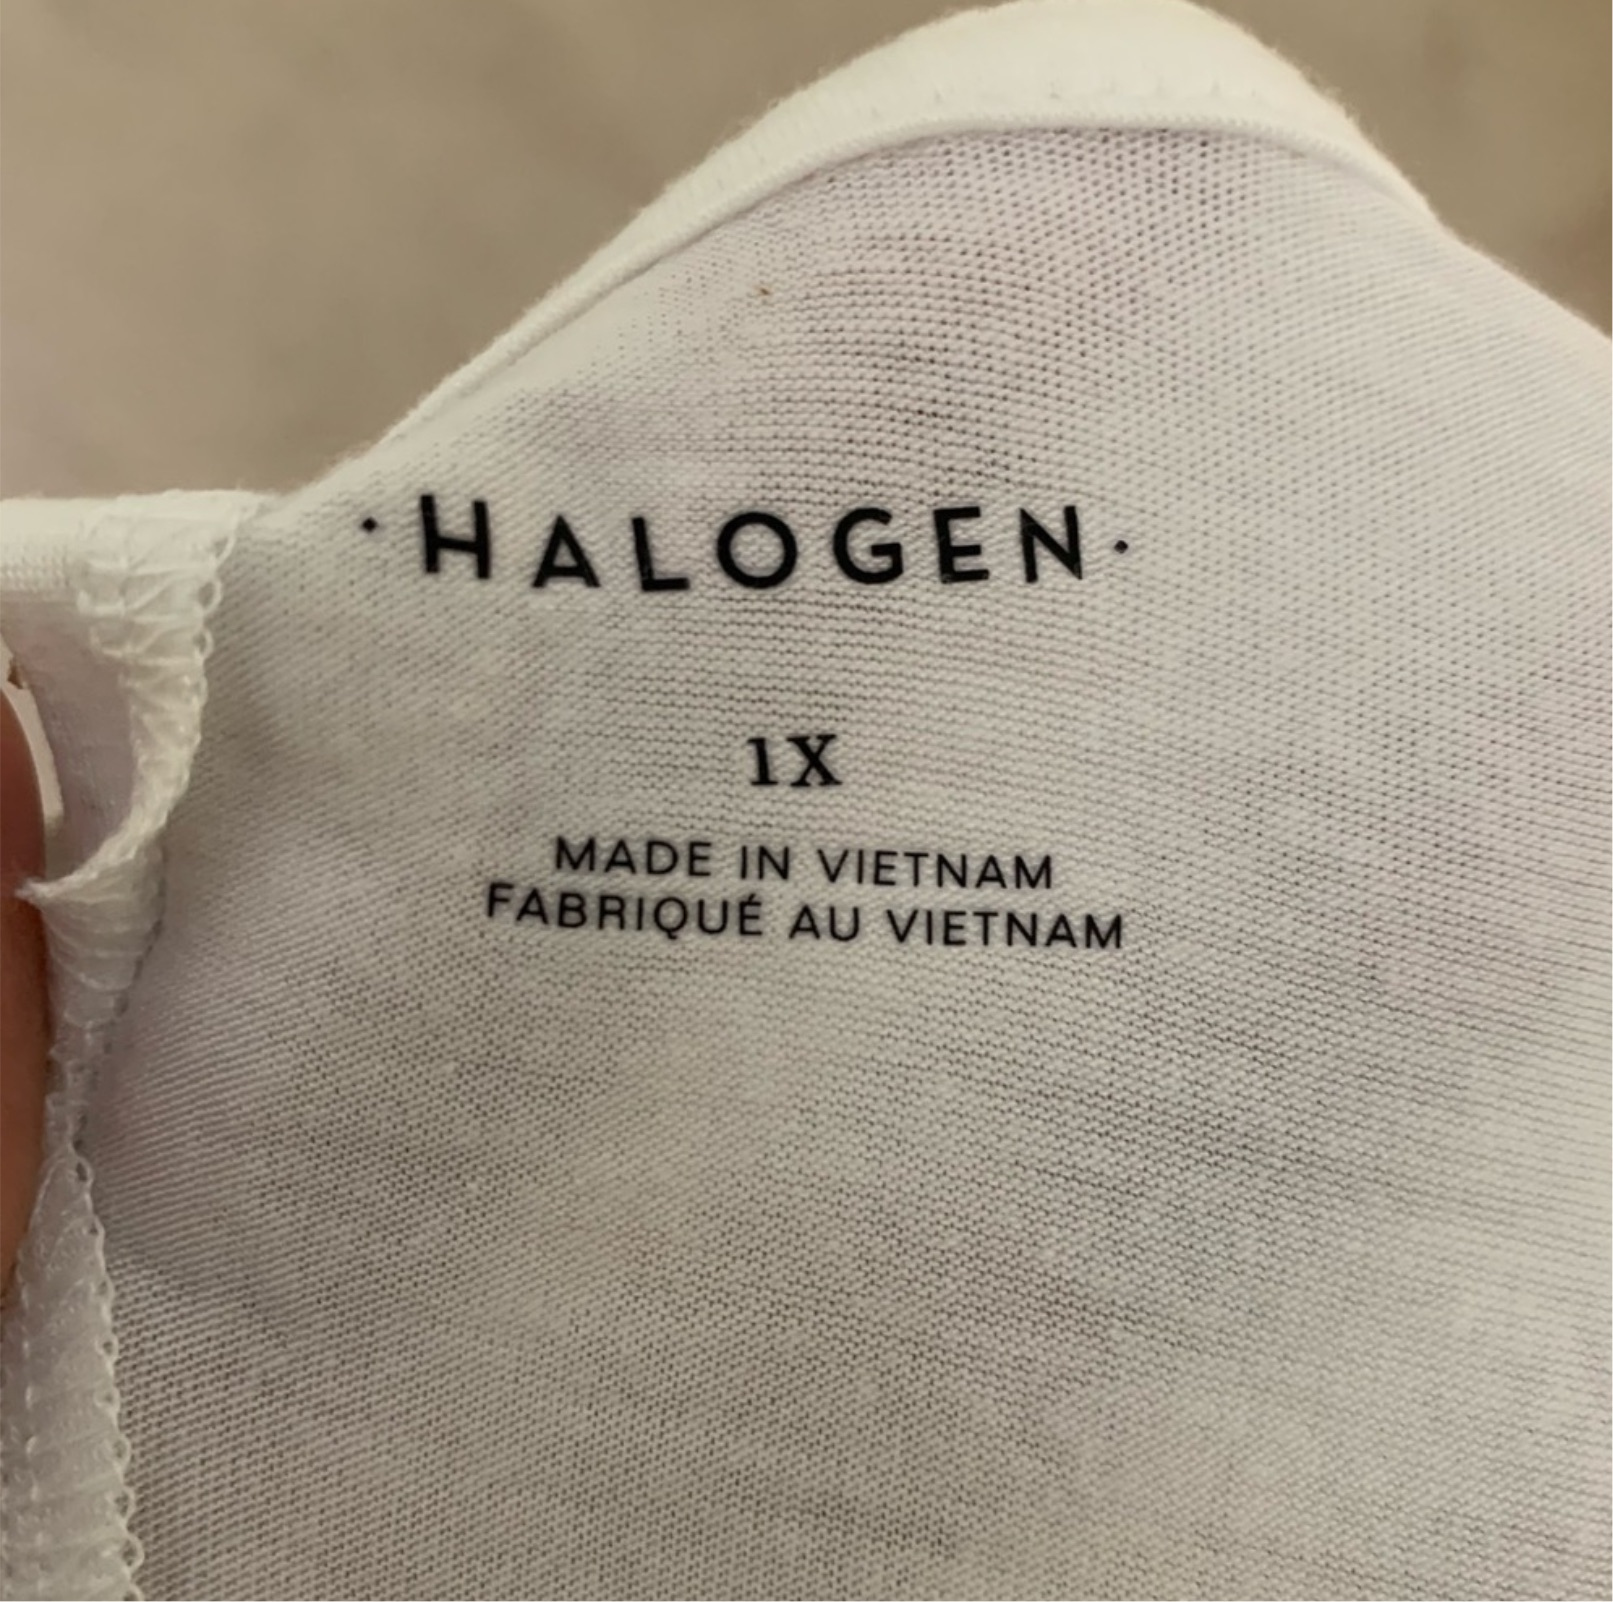 · HALOGEN ·
1X
MADE IN VIETNAM
FABRIQUÉ AU VIETNAM